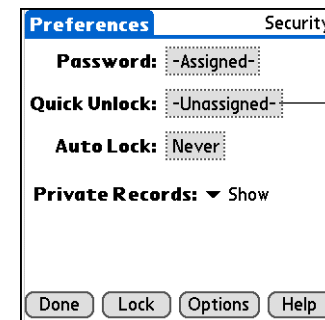 Preferences Security
Password: -Assigned-
Quick Unlock: -Unassigned-
Auto Lock: Never
Private Records: Show
Done Lock Options Help